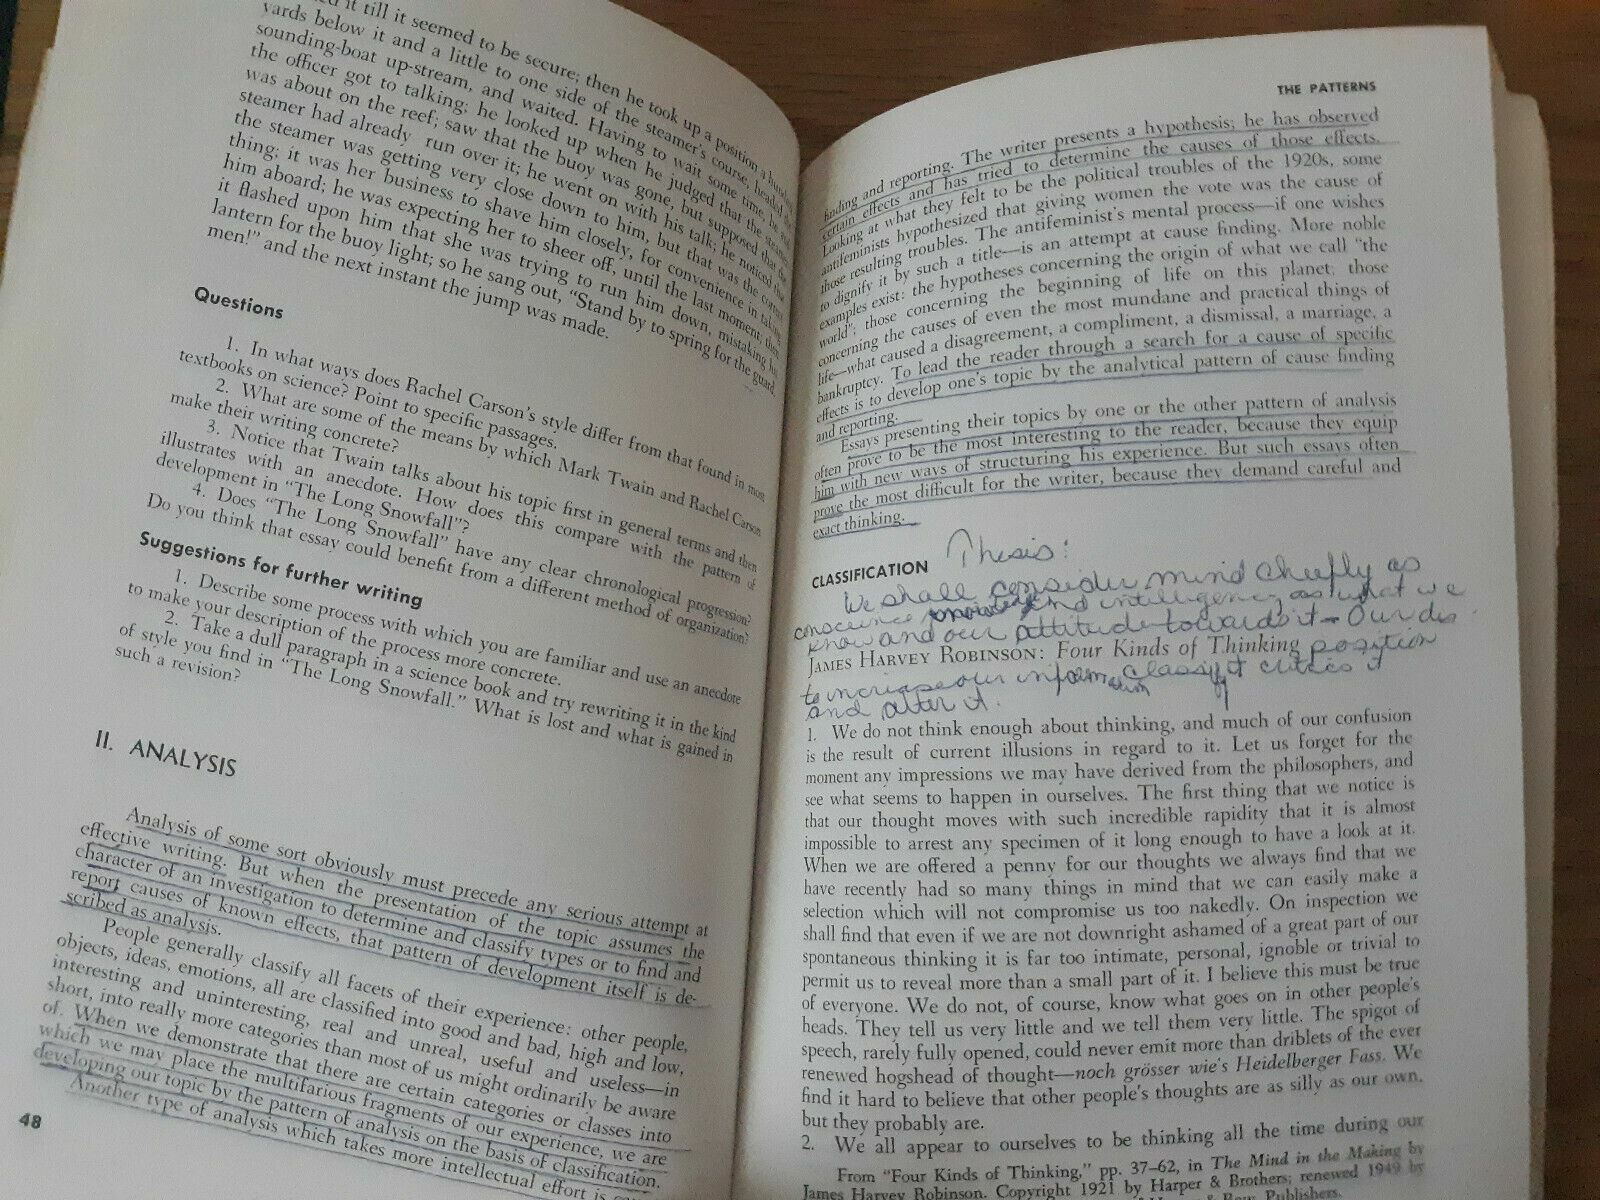 it till it seemed to be secure; then he took up a position a
yards below it and a little to one side of the steamer's course, headed the
sounding-boat up-stream, and waited. Having to wait some time, he and
the officer got to talking; he looked up when he judged that the steamer
was about on the reef; saw that the buoy was gone, but supposed that the
steamer had already run over it; he went on with his talk; he noticed that
the steamer was getting very close down to him, but that was the correct
thing; it was her business to shave him closely, for convenience in taking
him aboard; he was expecting her to sheer off, until the last moment; then
it flashed upon him that she was trying to run him down, mistaking his
lantern for the buoy light; so he sang out, "Stand by to spring for the guard,
men!" and the next instant the jump was made.
Questions
1. In what ways does Rachel Carson's style differ from that found in most
textbooks on science? Point to specific passages.
2. What are some of the means by which Mark Twain and Rachel Carson
make their writing concrete?
3. Notice that Twain talks about his topic first in general terms and then
illustrates with an anecdote. How does this compare with the pattern of
development in "The Long Snowfall"?
4. Does "The Long Snowfall" have any clear chronological progression?
Do you think that essay could benefit from a different method of organization?
Suggestions for further writing
1. Describe some process with which you are familiar and use an anecdote
to make your description of the process more concrete.
2. Take a dull paragraph in a science book and try rewriting it in the kind
of style you find in "The Long Snowfall." What is lost and what is gained in
such a revision?
II. ANALYSIS
Analysis of some sort obviously must precede any serious attempt at
effective writing. But when the presentation of the topic assumes the
character of an investigation to determine and classify types or to find and
report causes of known effects, that pattern of development itself is de-
scribed as analysis.
People generally classify all facets of their experience: other people,
objects, ideas, emotions, all are classified into good and bad, high and low,
interesting and uninteresting, real and unreal, useful and useless—in
short, into really more categories than most of us might ordinarily be aware
of. When we demonstrate that there are certain categories or classes into
which we may place the multifarious fragments of our experience, we are
developing our topic by the pattern of analysis on the basis of classification.
Another type of analysis which takes more intellectual effort is
48
THE PATTERNS
finding and reporting. The writer presents a hypothesis; he has observed
certain effects and has tried to determine the causes of those effects.
Looking at what they felt to be the political troubles of the 1920s, some
antifeminists hypothesized that giving women the vote was the cause of
those resulting troubles. The antifeminist's mental process—if one wishes
to dignify it by such a title—is an attempt at cause finding. More noble
examples exist: the hypotheses concerning the origin of what we call "the
world"; those concerning the beginning of life on this planet; those
concerning the causes of even the most mundane and practical things of
life—what caused a disagreement, a compliment, a dismissal, a marriage, a
bankruptcy. To lead the reader through a search for a cause of specific
effects is to develop one's topic by the analytical pattern of cause finding
and reporting.
Essays presenting their topics by one or the other pattern of analysis
often prove to be the most interesting to the reader, because they equip
him with new ways of structuring his experience. But such essays often
prove the most difficult for the writer, because they demand careful and
exact thinking.
Thesis:
CLASSIFICATION
We shall consider mind chiefly as
conscience knowledge and intelligency as what we
know and our attitude towards it - Our dis
JAMES HARVEY ROBINSON: Four Kinds of Thinking
position
to increase our information classify it critices it
and alter it.
1. We do not think enough about thinking, and much of our confusion
is the result of current illusions in regard to it. Let us forget for the
moment any impressions we may have derived from the philosophers, and
see what seems to happen in ourselves. The first thing that we notice is
that our thought moves with such incredible rapidity that it is almost
impossible to arrest any specimen of it long enough to have a look at it.
When we are offered a penny for our thoughts we always find that we
have recently had so many things in mind that we can easily make a
selection which will not compromise us too nakedly. On inspection we
shall find that even if we are not downright ashamed of a great part of our
spontaneous thinking it is far too intimate, personal, ignoble or trivial to
permit us to reveal more than a small part of it. I believe this must be true
of everyone. We do not, of course, know what goes on in other people's
heads. They tell us very little and we tell them very little. The spigot of
speech, rarely fully opened, could never emit more than driblets of the ever
renewed hogshead of thought—noch grösser wie's Heidelberger Fass. We
find it hard to believe that other people's thoughts are as silly as our own,
but they probably are.
2. We all appear to ourselves to be thinking all the time during our
From "Four Kinds of Thinking," pp. 37–62, in The Mind in the Making by
James Harvey Robinson. Copyright 1921 by Harper & Brothers; renewed 1949 by
Publishers.